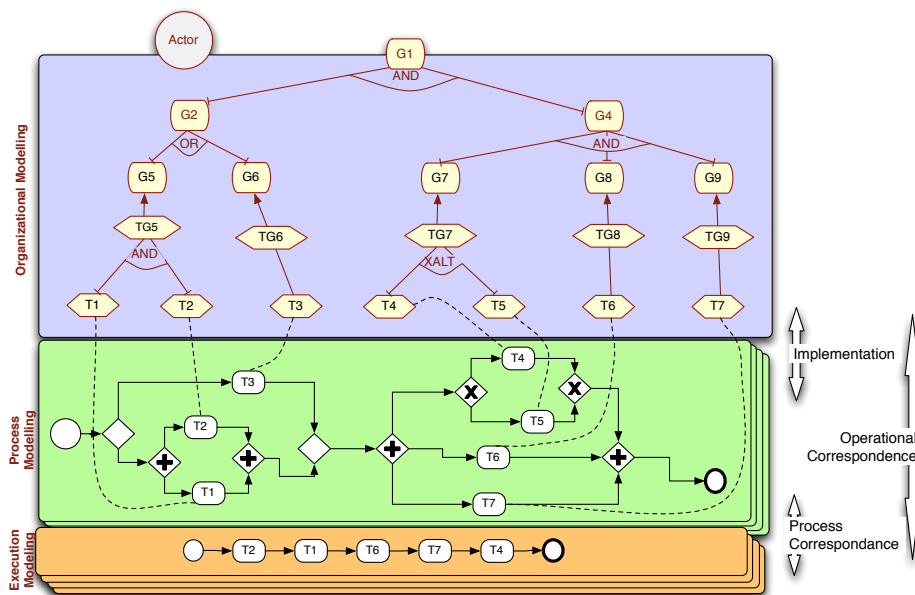 Actor
G1
AND
G2
G4
OR
AND
G5
G6
G7
G8
G9
TG5
TG6
TG7
TG8
TG9
AND
XALT
T1
T2
T3
T4
T5
T6
T7
Organizational Modelling
T4
T3
T2
T5
T6
T1
T7
Process
Modelling
Implementation
Operational
Correspondence
Process
Correspondance
T2
T1
T6
T7
T4
Execution
Modeling